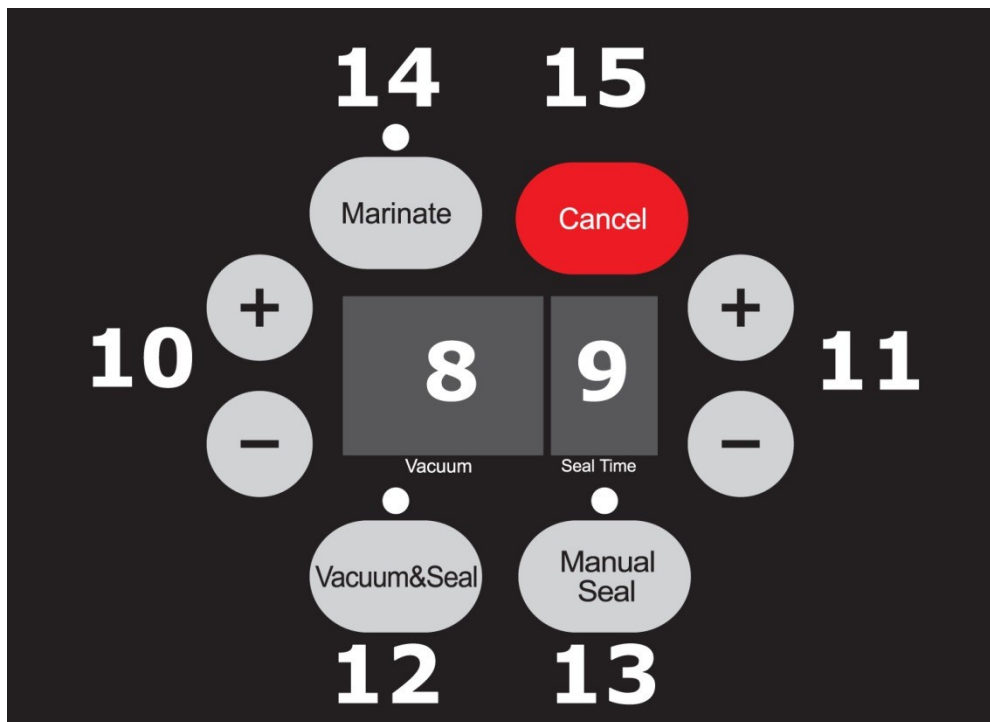 14 15
Marinate Cancel
+ +
10 8 9 11
− −
Vacuum Seal Time
Vacuum&Seal
Manual
Seal
12 13